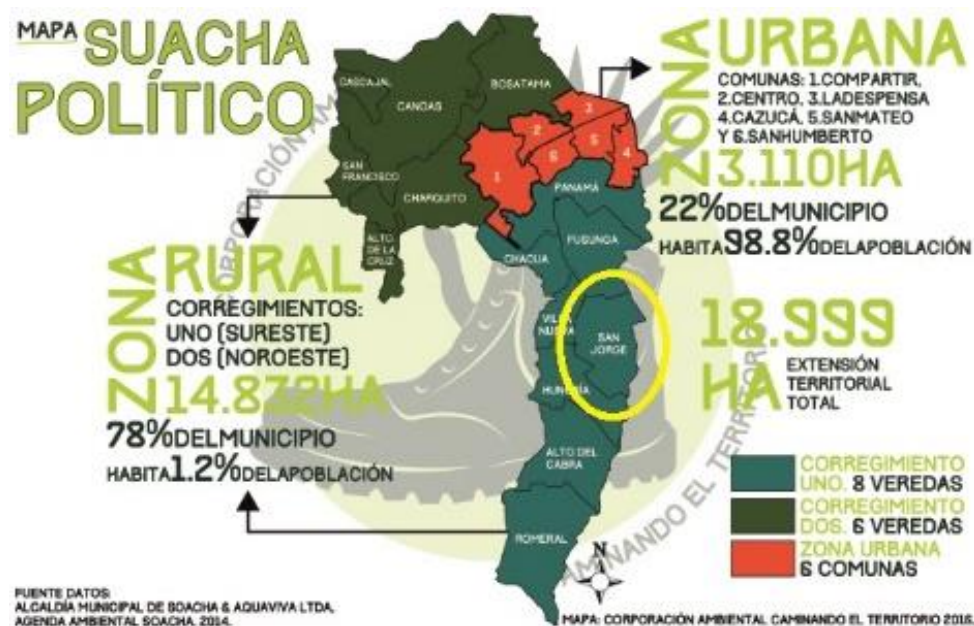 MAPA SUACHA
POLÍTICO
ZONA URBANA
COMUNAS: 1.COMPARTIR,
2.CENTRO, 3.LADESPENSA
4.CAZUCÁ, 5.SANMATEO
Y 6.SANHUMBERTO
3.110HA
22%DELMUNICIPIO
HABITA98.8%DELAPOBLACIÓN
CASCAJAL
CANOAS
BOSATAMA
SAN
FRANCISCO
CHARQUITO
ALTO
DE LA
CRUZ
1
2
3
4
5
6
PANAMÁ
FUSUNGA
CHACUA
VILLA
NUEVA
SAN
JORGE
HUNGRÍA
ALTO DEL
CABRA
ROMERAL
ZONA RURAL
CORREGIMIENTOS:
UNO (SURESTE)
DOS (NOROESTE)
14.832HA
78%DELMUNICIPIO
HABITA1.2%DELAPOBLACIÓN
18.999
HA
EXTENSIÓN
TERRITORIAL
TOTAL
CORREGIMIENTO
UNO. 8 VEREDAS
CORREGIMIENTO
DOS. 6 VEREDAS
ZONA URBANA
6 COMUNAS
N
CORPORACIÓN AM
AMINANDO EL TERRITORIO
FUENTE DATOS:
ALCALDÍA MUNICIPAL DE SOACHA & AQUAVIVA LTDA.
AGENDA AMBIENTAL SOACHA. 2014.
MAPA: CORPORACIÓN AMBIENTAL CAMINANDO EL TERRITORIO 2016.